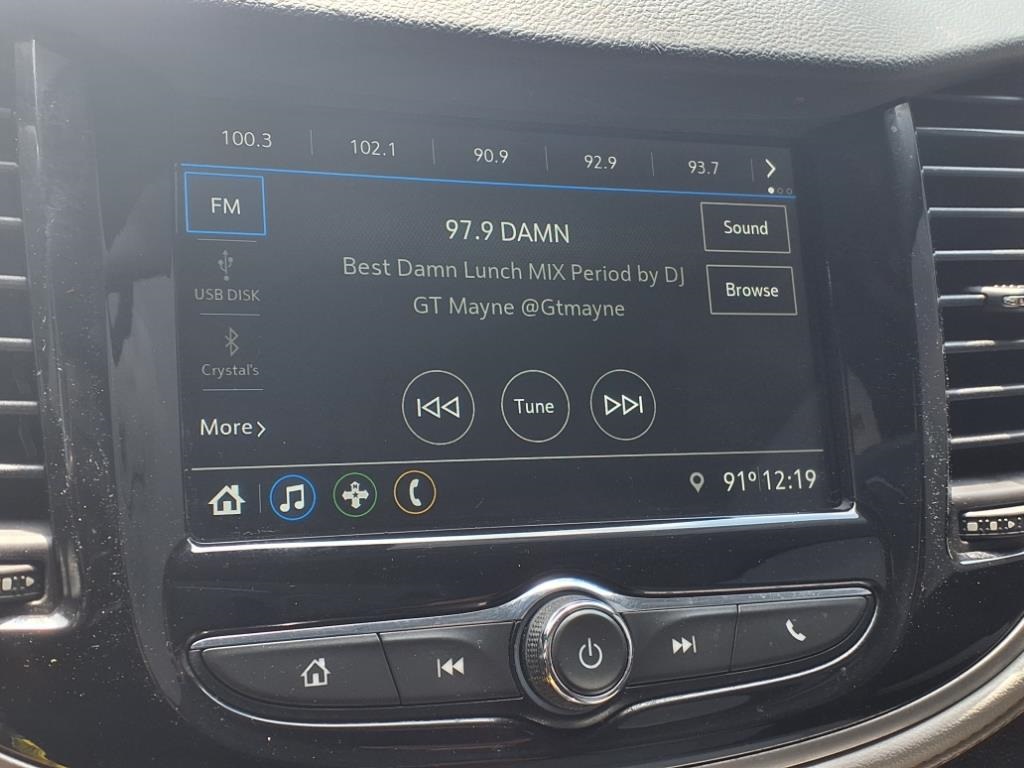 100.3 102.1 90.9 92.9 93.7
FM
USB DISK
Crystal's
More
97.9 DAMN
Best Damn Lunch MIX Period by DJ
GT Mayne @Gtmayne
Tune
Sound
Browse
91° 12:19